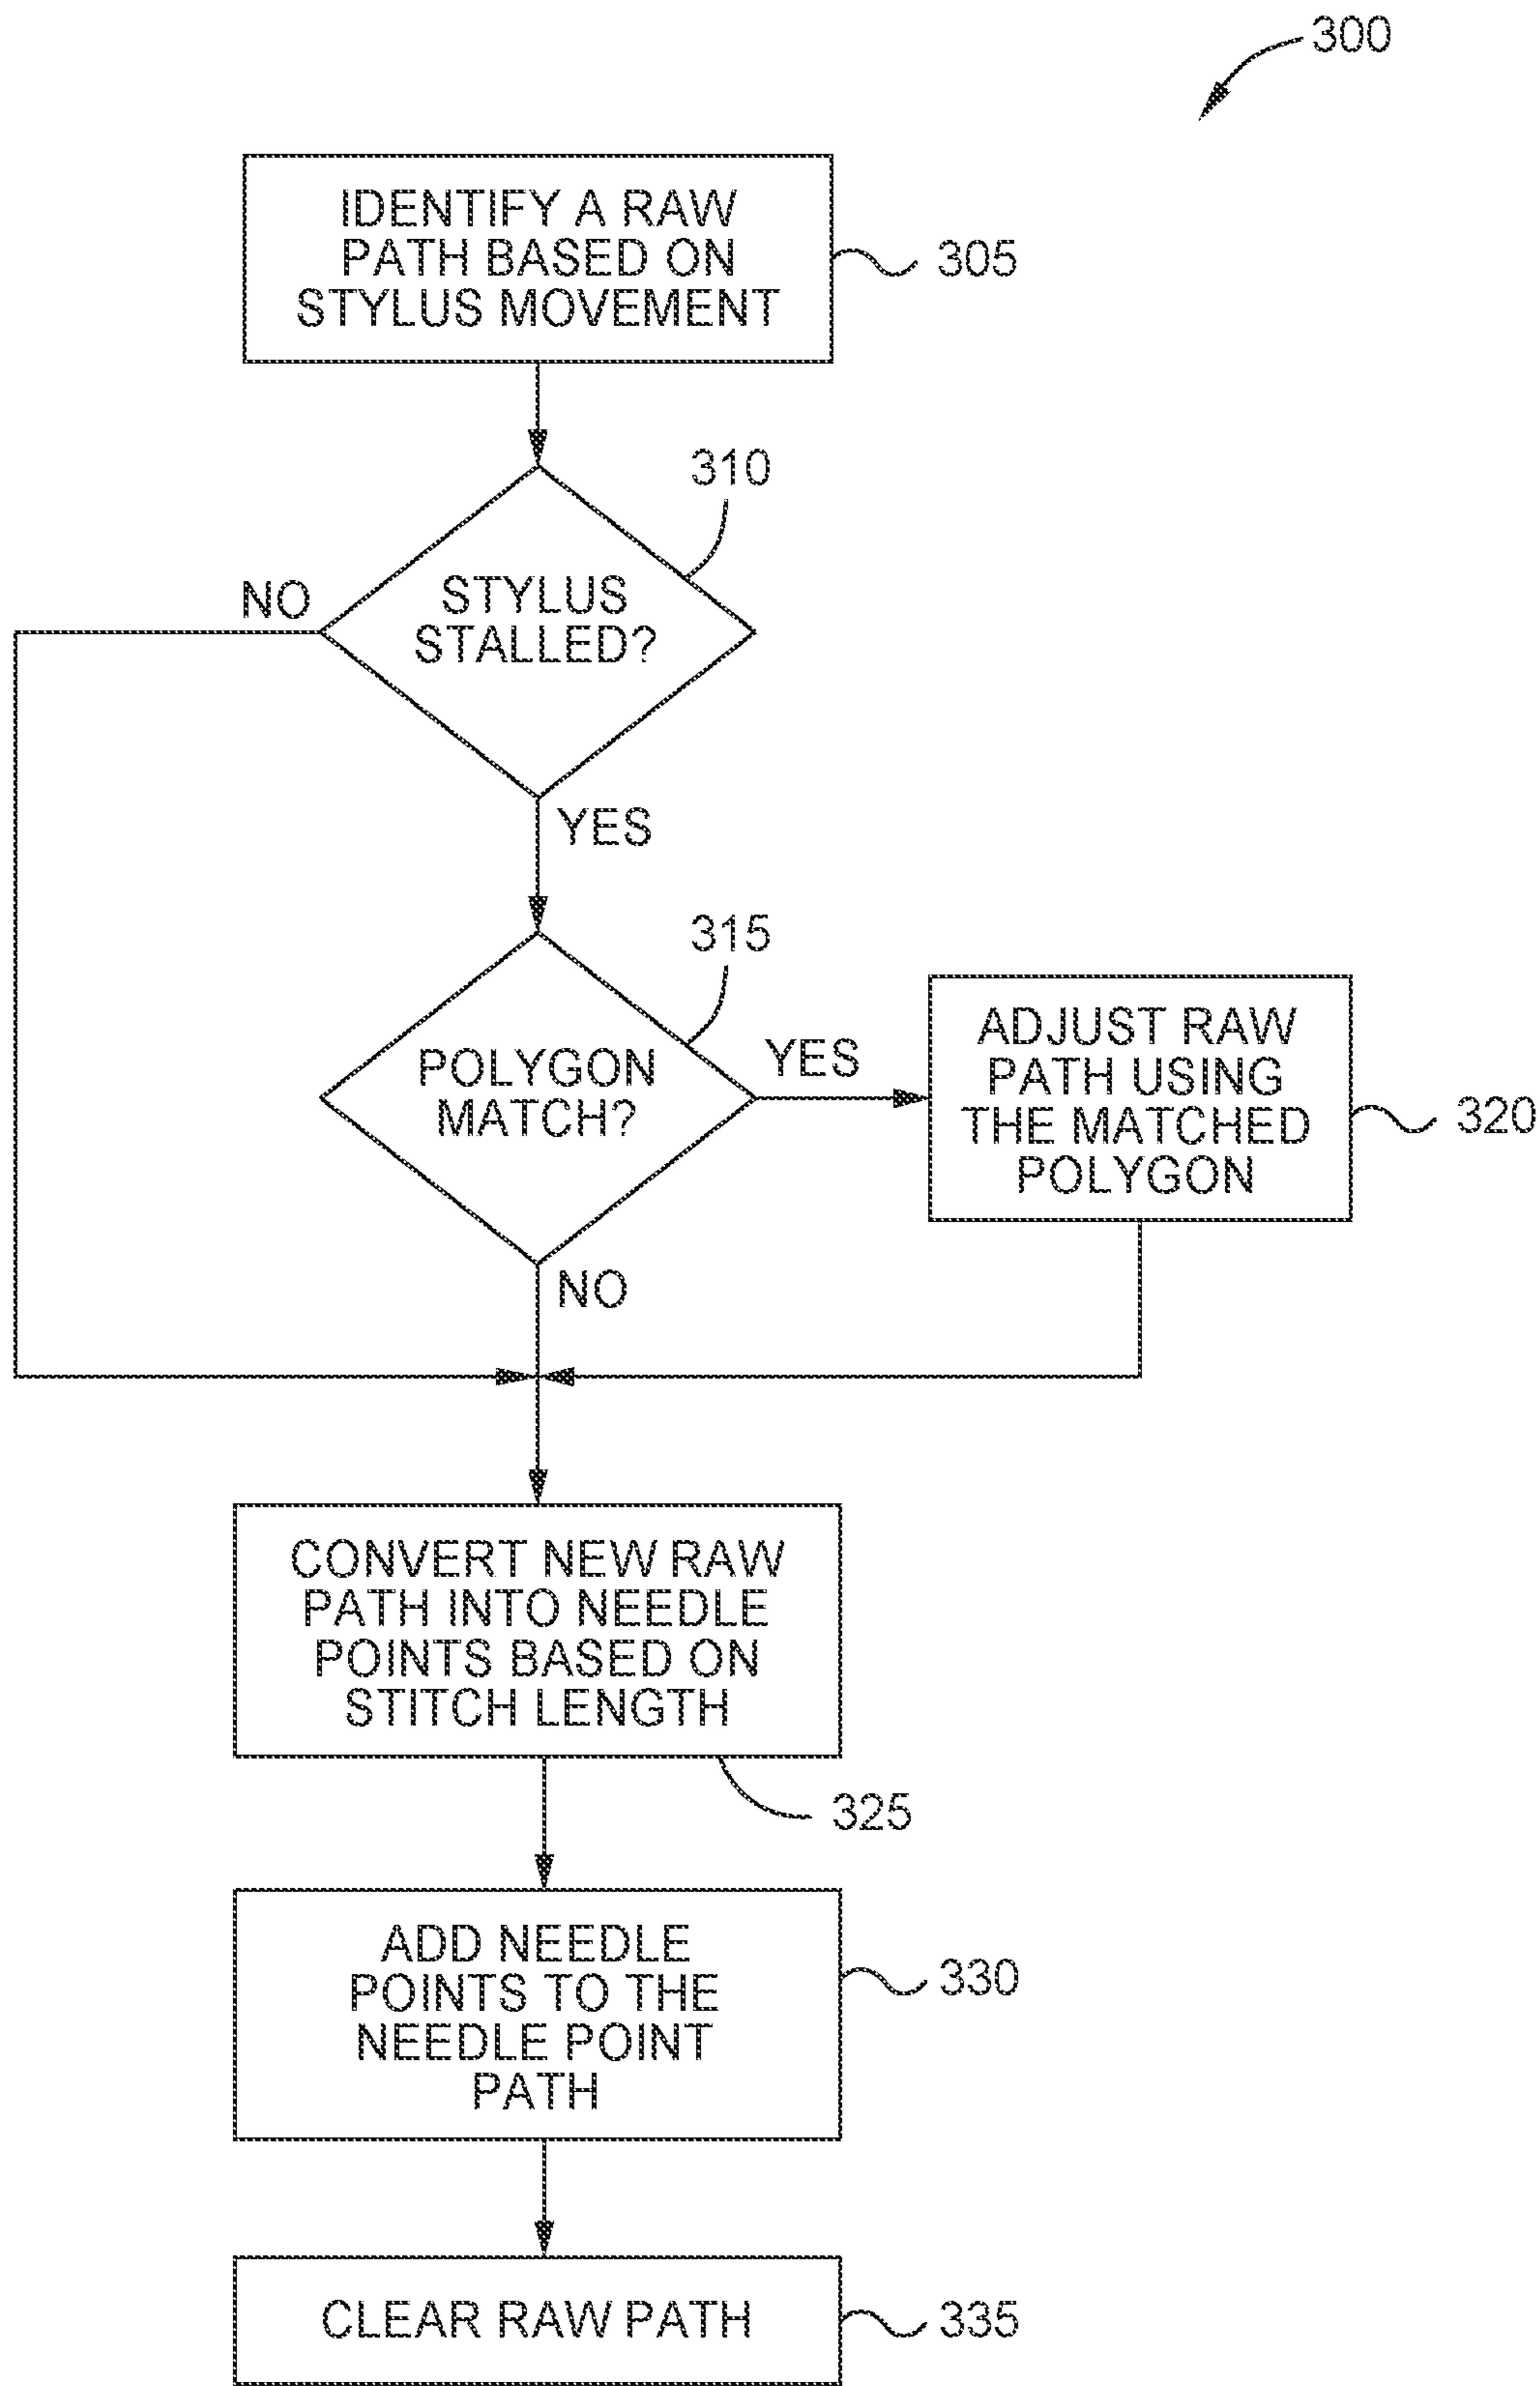 300
IDENTIFY A RAW
PATH BASED ON
STYLUS MOVEMENT
305
310
NO
STYLUS
STALLED?
YES
315
POLYGON
MATCH?
YES
ADJUST RAW
PATH USING
THE MATCHED
POLYGON
320
NO
CONVERT NEW RAW
PATH INTO NEEDLE
POINTS BASED ON
STITCH LENGTH
325
ADD NEEDLE
POINTS TO THE
NEEDLE POINT
PATH
330
CLEAR RAW PATH
335